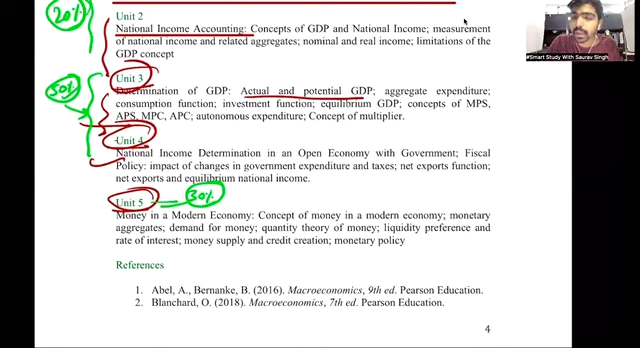 20%
Unit 2
National Income Accounting: Concepts of GDP and National Income; measurement
of national income and related aggregates; nominal and real income; limitations of the
GDP concept
#Smart Study With Saurav Singh
Unit 3
50%
Determination of GDP: Actual and potential GDP; aggregate expenditure;
consumption function; investment function; equilibrium GDP; concepts of MPS,
APS, MPC, APC; autonomous expenditure; Concept of multiplier.
Unit 4
National Income Determination in an Open Economy with Government; Fiscal
Policy: impact of changes in government expenditure and taxes; net exports function;
net exports and equilibrium national income.
Unit 5 30%
Money in a Modern Economy: Concept of money in a modern economy; monetary
aggregates; demand for money; quantity theory of money; liquidity preference and
rate of interest; money supply and credit creation; monetary policy
References
1. Abel, A., Bernanke, B. (2016). Macroeconomics, 9th ed. Pearson Education.
2. Blanchard, O. (2018). Macroeconomics, 7th ed. Pearson Education.
4